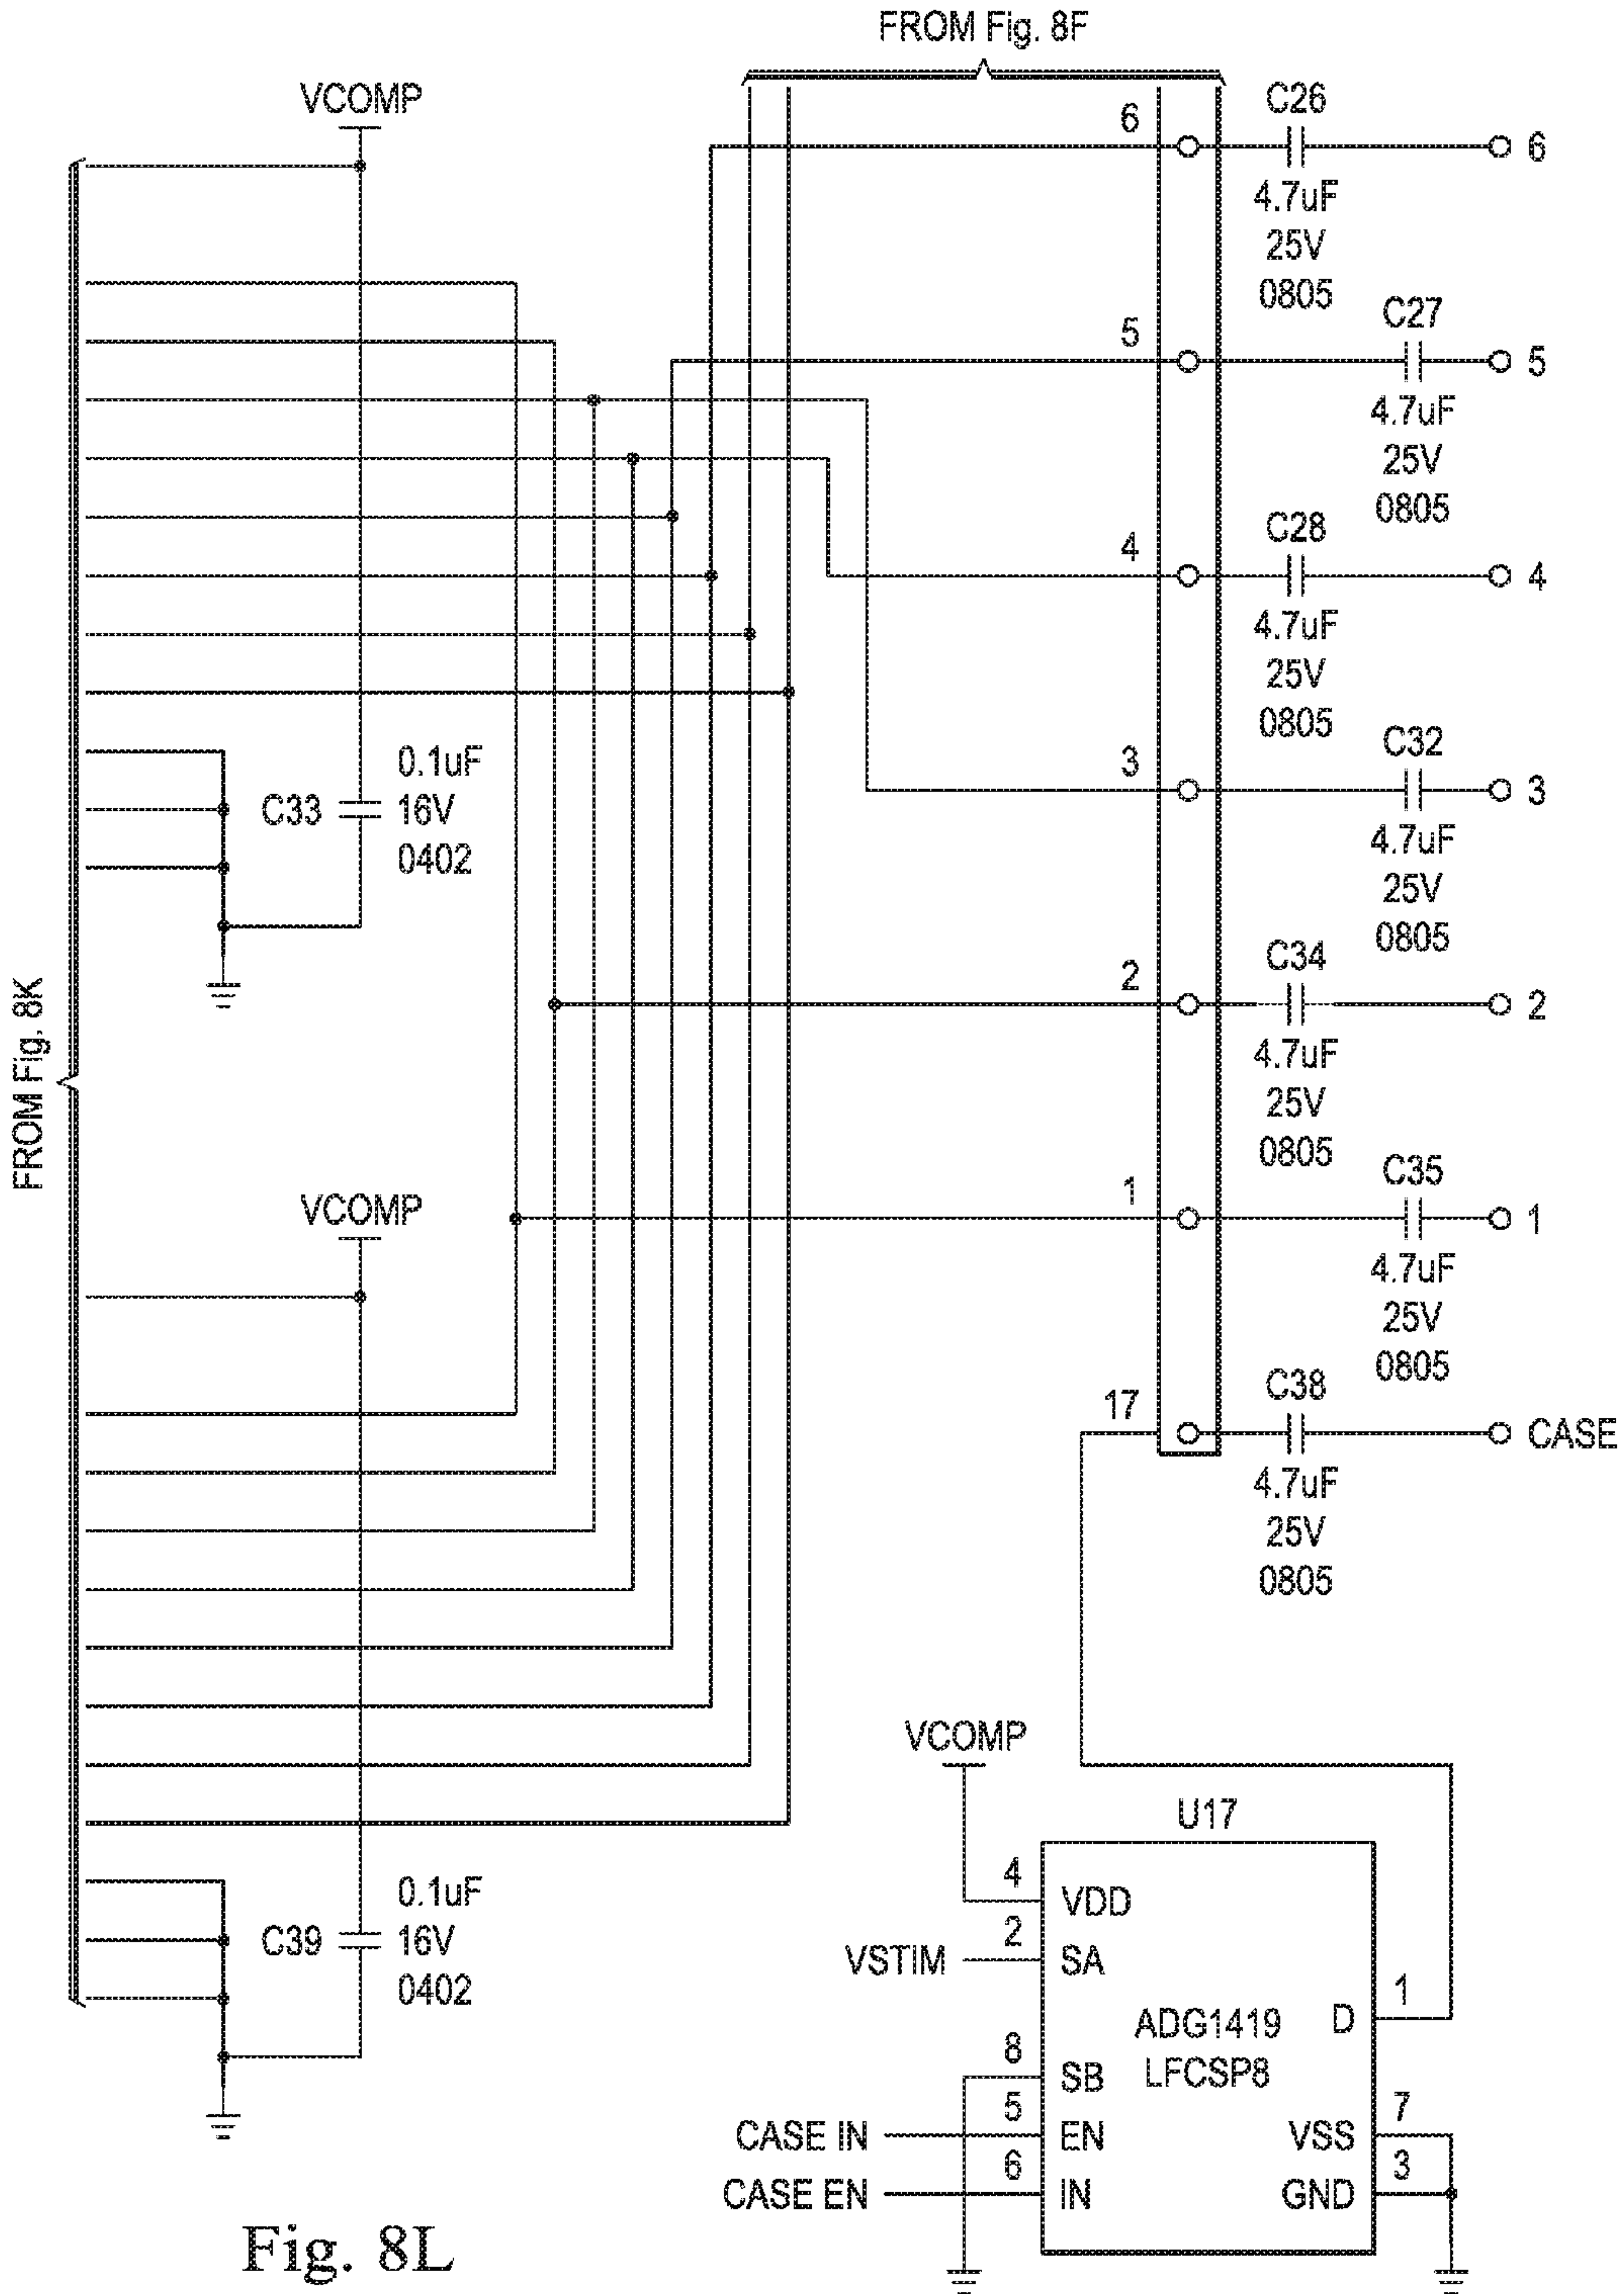 FROM Fig. 8F
VCOMP
6
C26
4.7uF
25V
0805
6
5
C27
4.7uF
25V
0805
5
4
C28
4.7uF
25V
0805
4
3
C32
4.7uF
25V
0805
3
C33
0.1uF
16V
0402
2
C34
4.7uF
25V
0805
2
FROM Fig. 8K
VCOMP
1
C35
4.7uF
25V
0805
1
17
C38
4.7uF
25V
0805
CASE
C39
0.1uF
16V
0402
VCOMP
U17
4
VDD
2
VSTIM
SA
ADG1419
LFCSP8
D
1
8
SB
5
CASE IN
EN
6
CASE EN
IN
VSS
7
GND
3
Fig. 8L